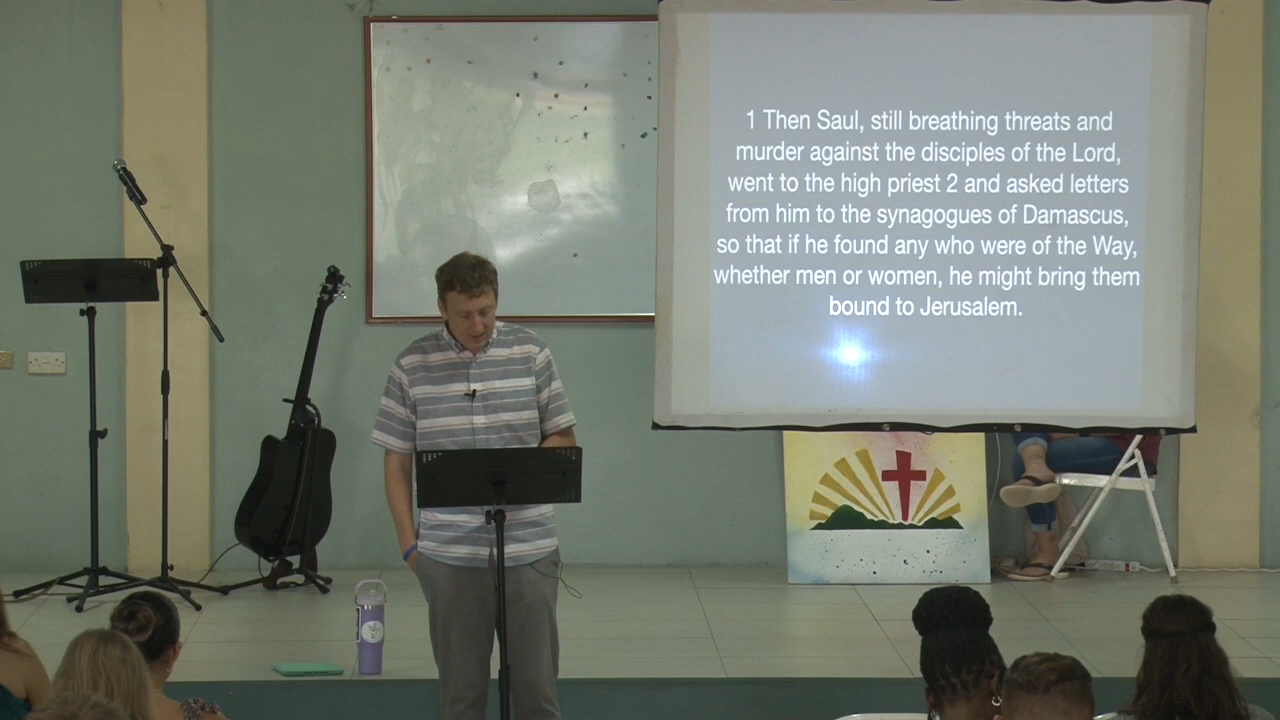 1 Then Saul, still breathing threats and
murder against the disciples of the Lord,
went to the high priest 2 and asked letters
from him to the synagogues of Damascus,
so that if he found any who were of the Way,
whether men or women, he might bring them
bound to Jerusalem.